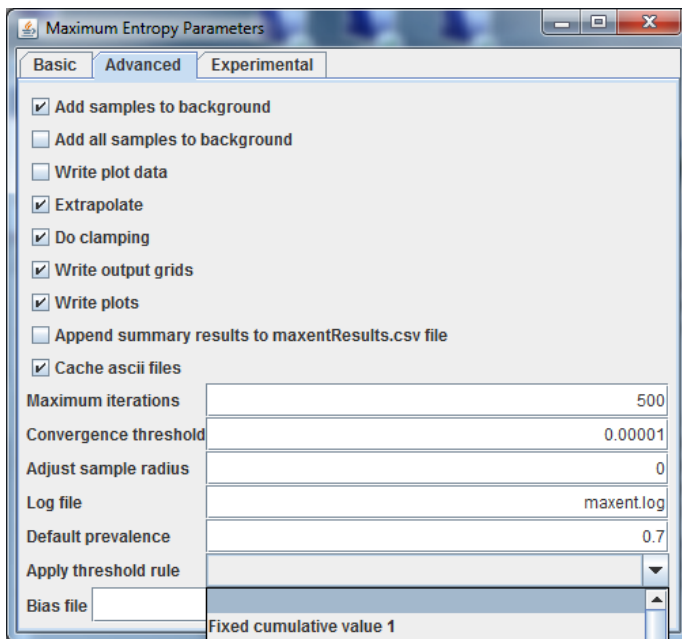 Maximum Entropy Parameters
Basic Advanced Experimental
Add samples to background
Add all samples to background
Write plot data
Extrapolate
Do clamping
Write output grids
Write plots
Append summary results to maxentResults.csv file
Cache ascii files
Maximum iterations 500
Convergence threshold 0.00001
Adjust sample radius 0
Log file maxent.log
Default prevalence 0.7
Apply threshold rule
Bias file
Fixed cumulative value 1